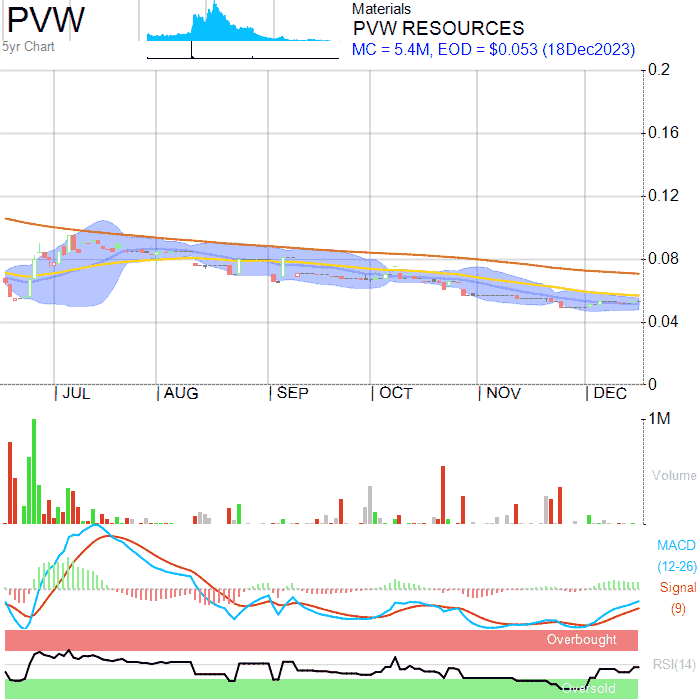 PVW
5yr Chart
Materials
PVW RESOURCES
MC = 5.4M, EOD = $0.053 (18Dec2023)
0.2
0.16
0.12
0.08
0.04
0
JUL AUG SEP OCT NOV DEC
1M
Volume
MACD
(12-26)
Signal
(9)
Overbought
RSI(14)
Oversold